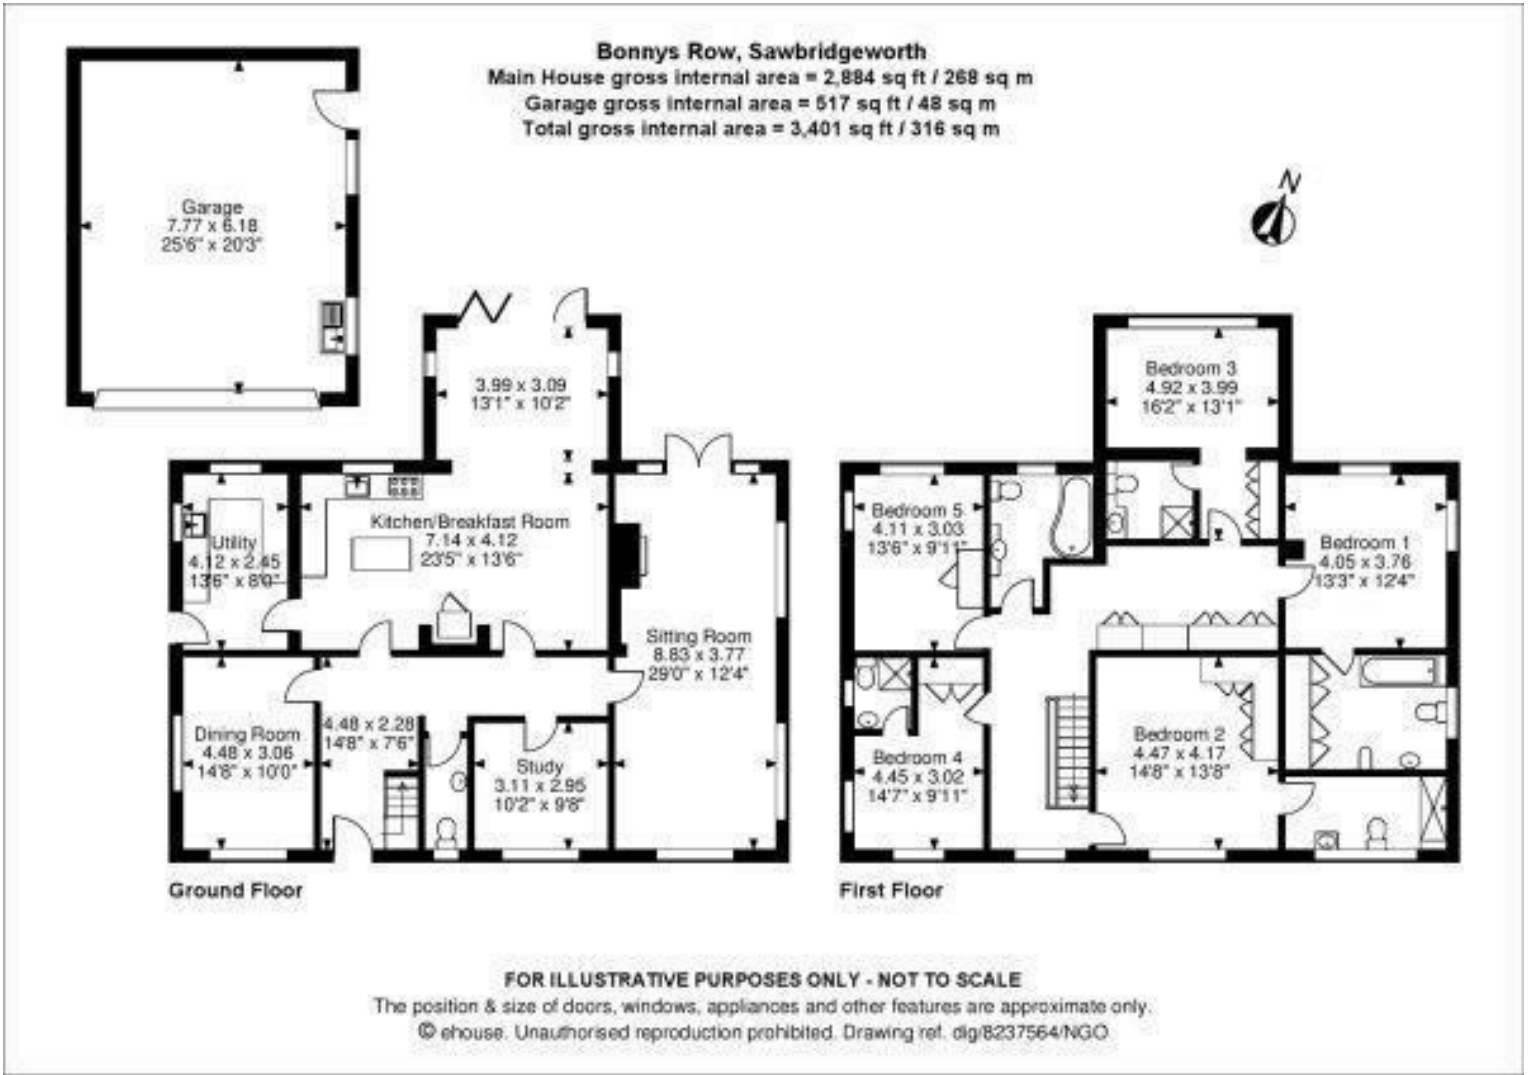 Bonnys Row, Sawbridgeworth
Main House gross internal area = 2,884 sq ft / 268 sq m
Garage gross internal area = 517 sq ft / 48 sq m
Total gross internal area = 3,401 sq ft / 316 sq m
N
Garage
7.77 x 6.18
25'6" x 20'3"
3.99 x 3.09
13'1" x 10'2"
Utility
4.12 x 2.45
13'6" x 8'0"
Kitchen/Breakfast Room
7.14 x 4.12
23'5" x 13'6"
Sitting Room
8.83 x 3.77
29'0" x 12'4"
Dining Room
4.48 x 3.06
14'8" x 10'0"
4.48 x 2.28
14'8" x 7'6"
Study
3.11 x 2.95
10'2" x 9'8"
Ground Floor
Bedroom 3
4.92 x 3.99
16'2" x 13'1"
Bedroom 5
4.11 x 3.03
13'6" x 9'11"
Bedroom 1
4.05 x 3.76
13'3" x 12'4"
Bedroom 4
4.45 x 3.02
14'7" x 9'11"
Bedroom 2
4.47 x 4.17
14'8" x 13'8"
First Floor
FOR ILLUSTRATIVE PURPOSES ONLY - NOT TO SCALE
The position & size of doors, windows, appliances and other features are approximate only.
© ehouse. Unauthorised reproduction prohibited. Drawing ref. dig/8237564/NGO